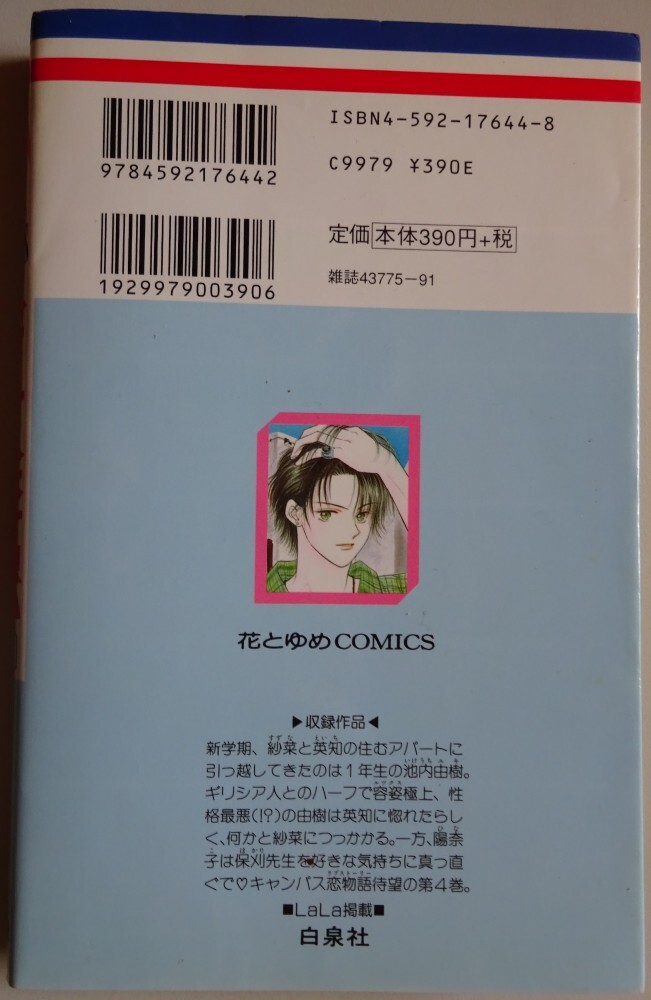 ISBN4-592-17644-8
9784592176442
C9979 ¥390E
定価 本体390円+税
1929979003906
雑誌43775-91
花とゆめCOMICS
▶収録作品◀
新学期、紗菜と英知の住むアパートに
引っ越してきたのは1年生の池内由樹。
ギリシア人とのハーフで容姿極上、性
格最悪(!?)の由樹は英知に惚れたらし
く、何かと紗菜につっかかる。一方、陽奈
子は保刈先生を好きな気持ちに真っ直
ぐで♡キャンパス恋物語待望の第4巻。
■LaLa掲載■
白泉社